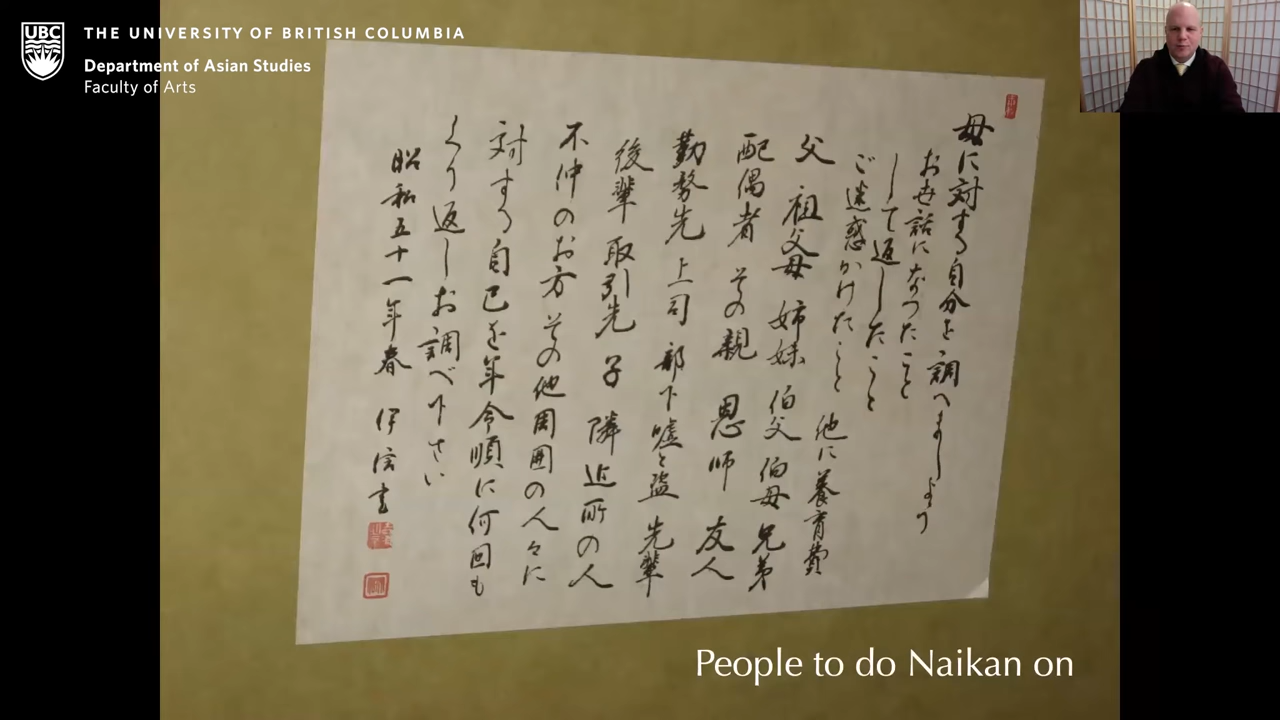 UBC
THE UNIVERSITY OF BRITISH COLUMBIA
Department of Asian Studies
Faculty of Arts
母に対する自分を調べましょう
お世話になったこと
して返したこと
ご迷惑かけたこと 他に養育費
父 祖父母 姉妹 伯父 伯母 兄弟
配偶者 その親 恩師 友人
勤務先 上司 部下 嘘と盗 先輩
後輩 取引先 子 隣近所の人
不仲のお方 その他周囲の人々に
対する自己を年令順に何回も
くり返しお調べ下さい
昭和五十一年春 伊信書
People to do Naikan on